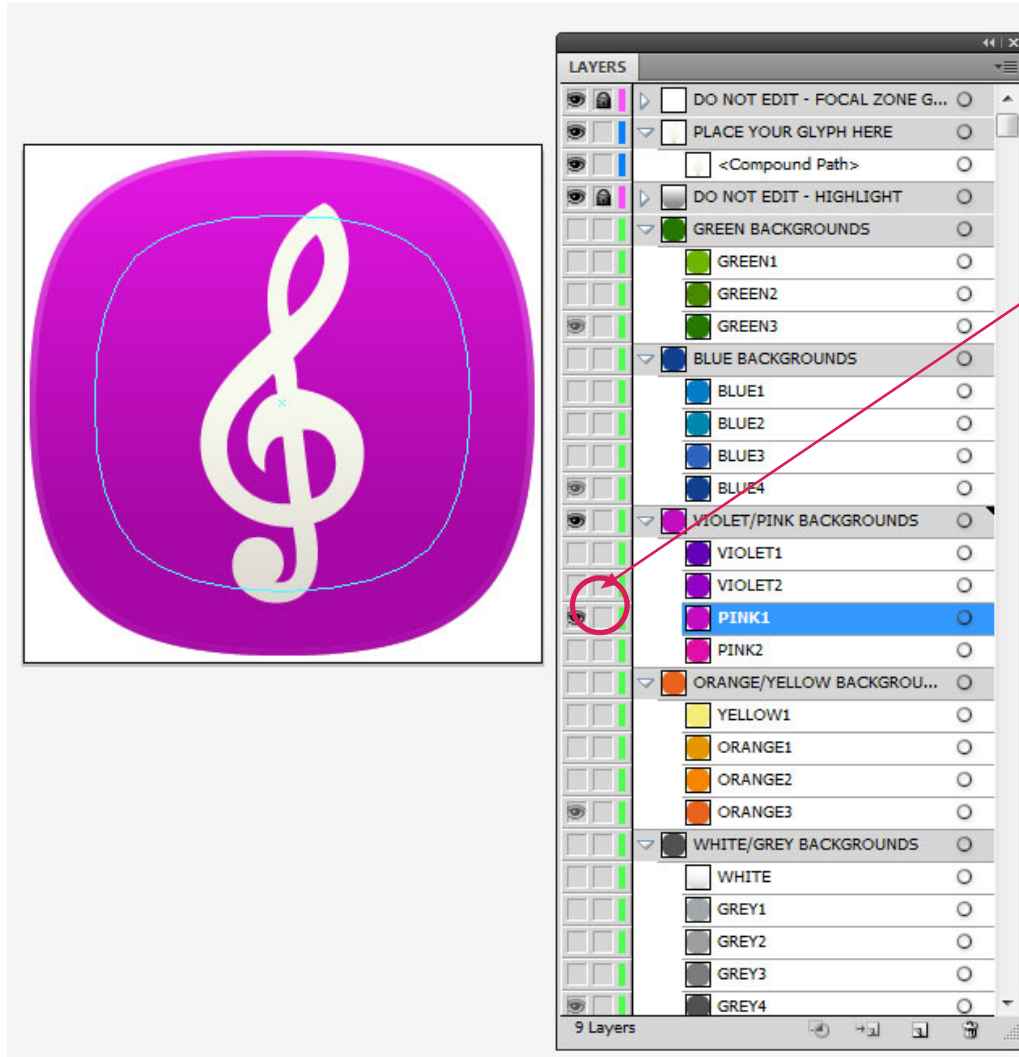 LAYERS
DO NOT EDIT - FOCAL ZONE G...
PLACE YOUR GLYPH HERE
<Compound Path>
DO NOT EDIT - HIGHLIGHT
GREEN BACKGROUNDS
GREEN1
GREEN2
GREEN3
BLUE BACKGROUNDS
BLUE1
BLUE2
BLUE3
BLUE4
VIOLET/PINK BACKGROUNDS
VIOLET1
VIOLET2
PINK1
PINK2
ORANGE/YELLOW BACKGROU...
YELLOW1
ORANGE1
ORANGE2
ORANGE3
WHITE/GREY BACKGROUNDS
WHITE
GREY1
GREY2
GREY3
GREY4
9 Layers